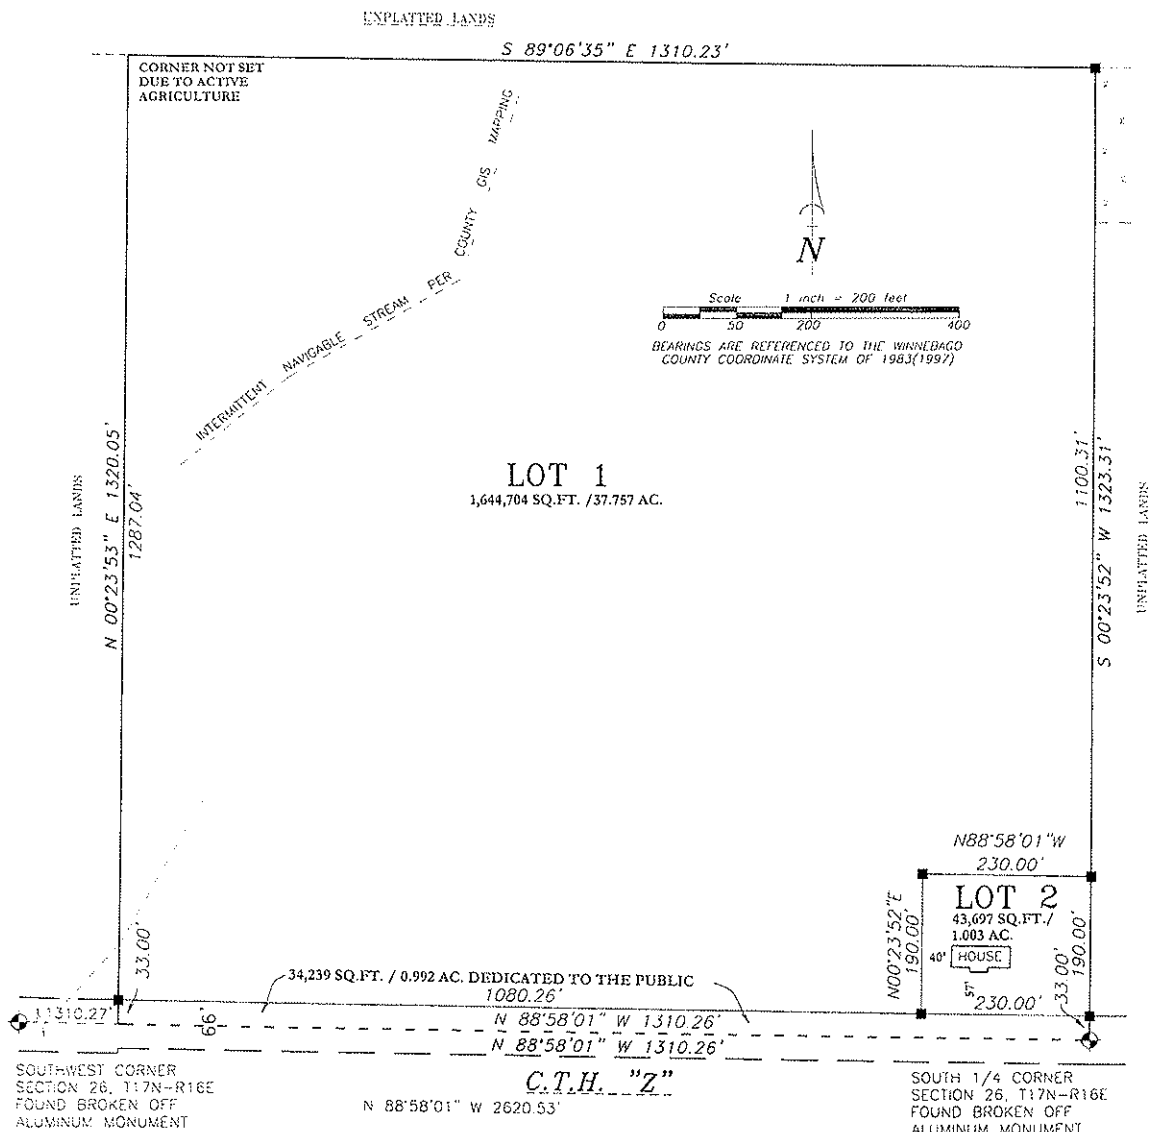 UNPLATTED LANDS
S 89°06'35" E 1310.23'
CORNER NOT SET
DUE TO ACTIVE
AGRICULTURE
INTERMITTENT NAVIGABLE STREAM PER COUNTY GIS MAPPING
N
Scale 1 inch = 200 feet
0 50 200 400
BEARINGS ARE REFERENCED TO THE WINNEBAGO
COUNTY COORDINATE SYSTEM OF 1983(1997)
UNPLATTED LANDS
N 00°23'53" E 1320.05'
1287.04'
LOT 1
1,644,704 SQ.FT. /37.757 AC.
1100.31'
S 00°23'52" W 1323.31'
UNPLATTED LANDS
N88°58'01"W
230.00'
N00°23'52"E
190.00'
LOT 2
43,697 SQ.FT./
1.003 AC.
40'
HOUSE
57'
230.00'
33.00'
190.00'
33.00'
34,239 SQ.FT. / 0.992 AC. DEDICATED TO THE PUBLIC
1080.26'
1310.27'
66'
N 88°58'01" W 1310.26'
N 88°58'01" W 1310.26'
C.T.H. "Z"
N 88°58'01" W 2620.53'
SOUTHWEST CORNER
SECTION 26, T17N-R16E
FOUND BROKEN OFF
ALUMINUM MONUMENT
SOUTH 1/4 CORNER
SECTION 26, T17N-R16E
FOUND BROKEN OFF
ALUMINUM MONUMENT